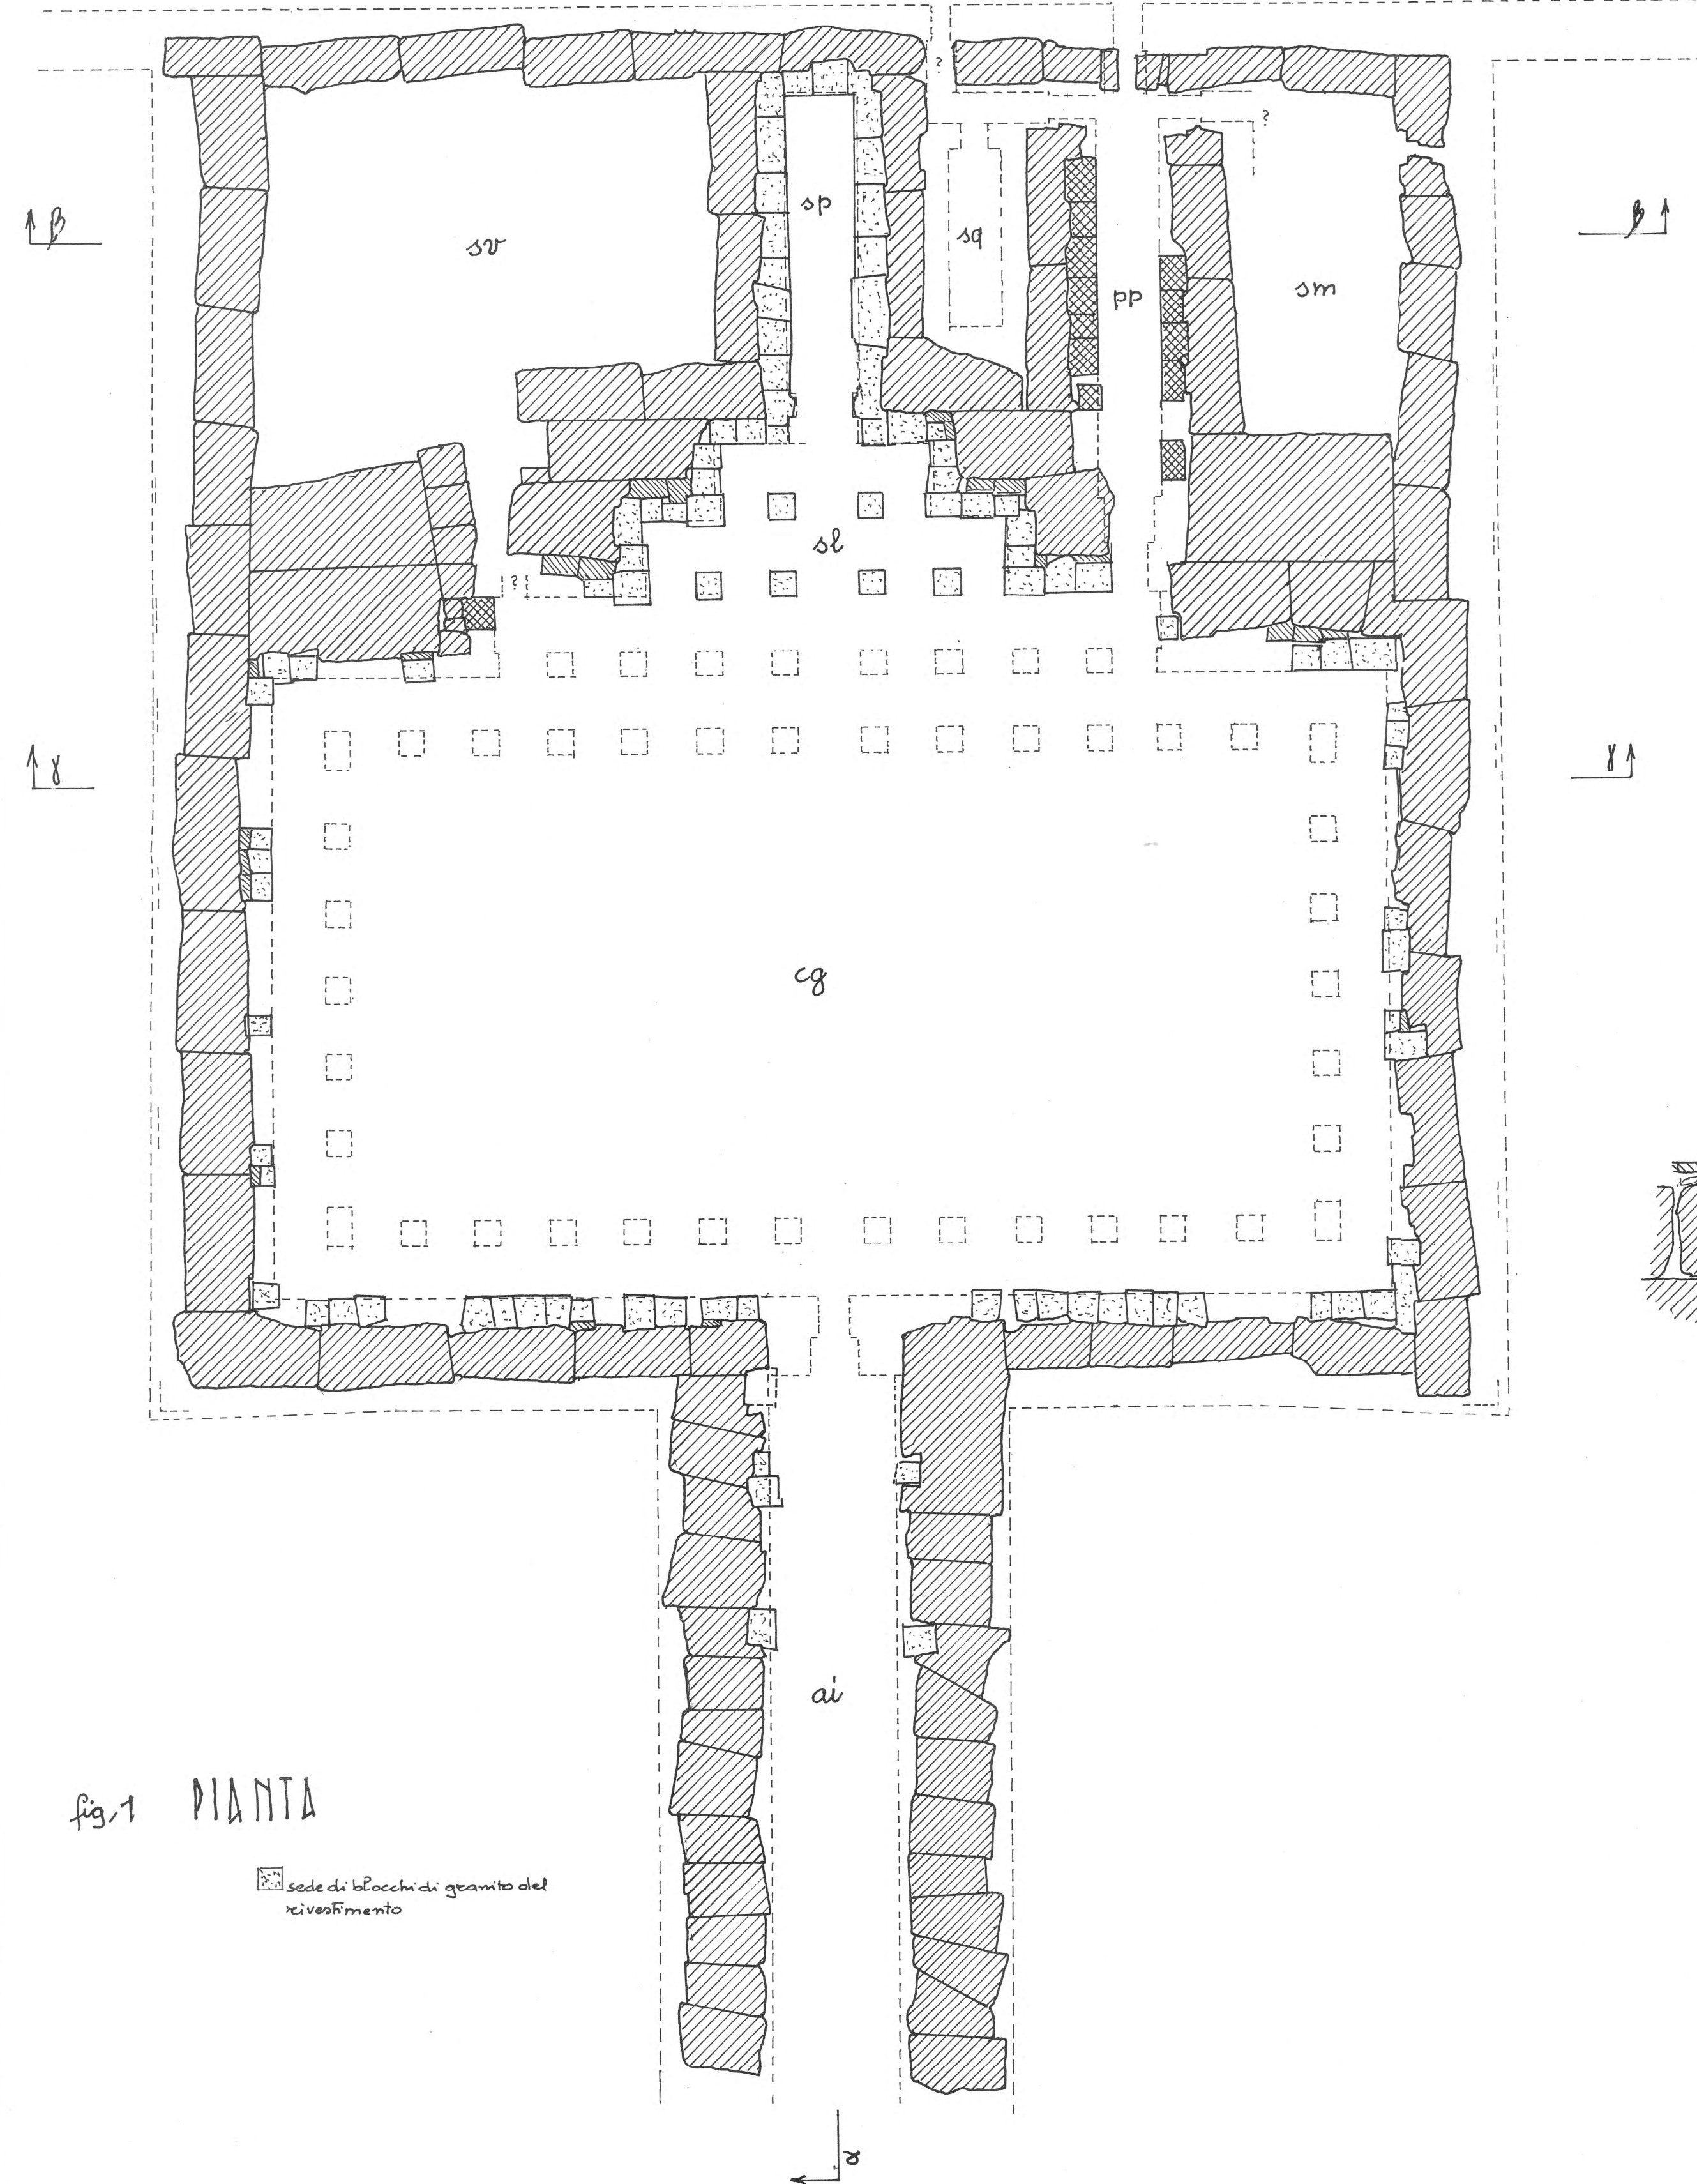 ?
?
sp
β
β
sq
sv
pp
sm
sl
?
γ
γ
cg
ai
fig.1 PIANTA
sede di blocchi di granito del
rivestimento
α